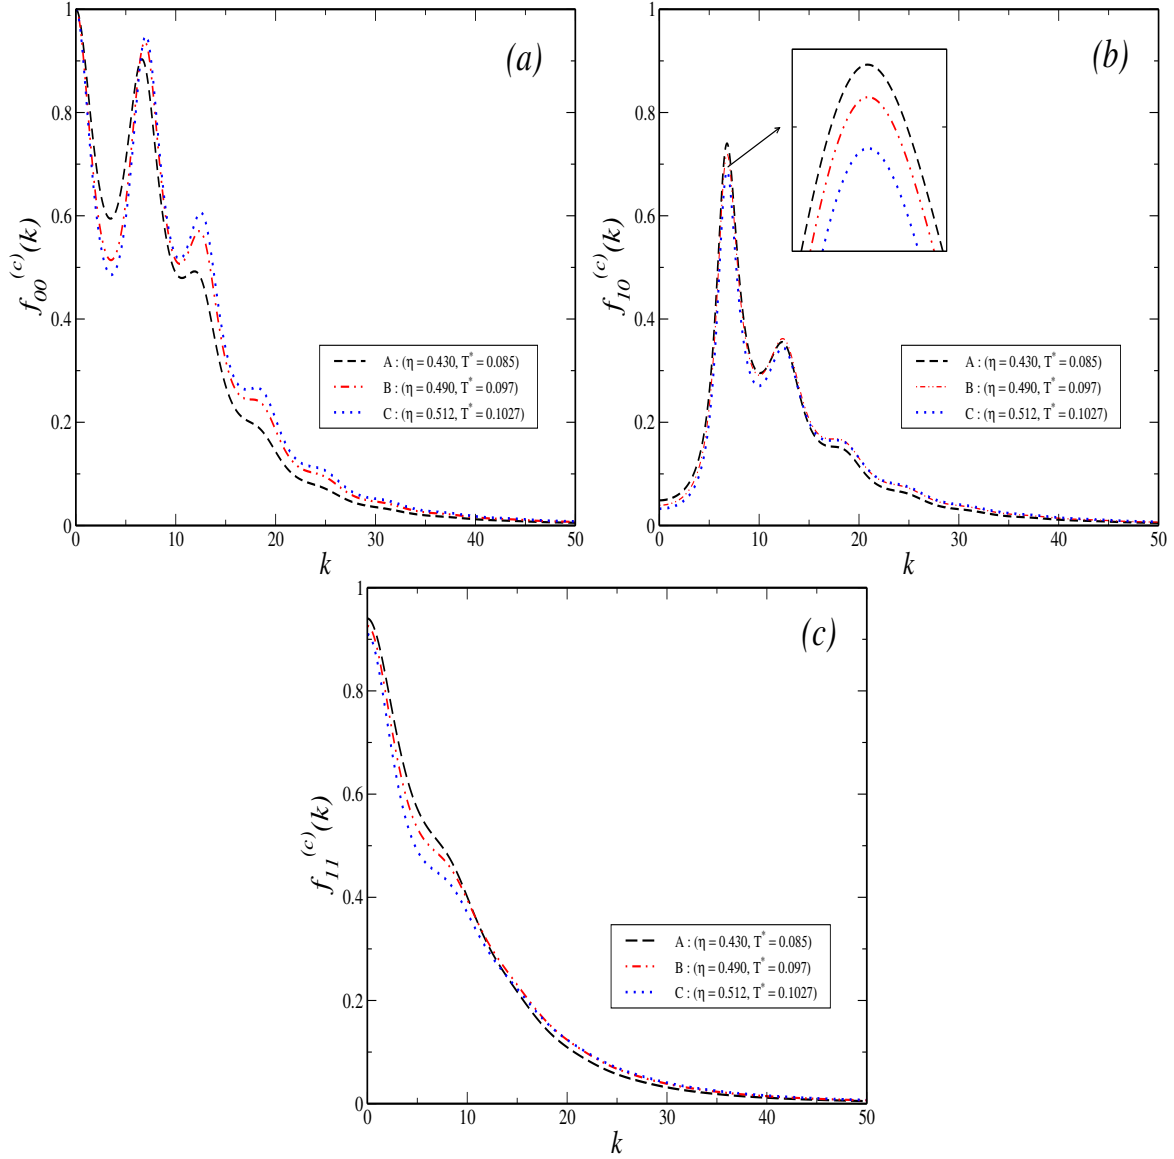 (a)
f₀₀⁽ᶜ⁾(k)
1
0.8
0.6
0.4
0.2
0
A : (η = 0.430, T* = 0.085)
B : (η = 0.490, T* = 0.097)
C : (η = 0.512, T* = 0.1027)
0 10 20 30 40 50
k
(b)
f₁₀⁽ᶜ⁾(k)
1
0.8
0.6
0.4
0.2
0
A : (η = 0.430, T* = 0.085)
B : (η = 0.490, T* = 0.097)
C : (η = 0.512, T* = 0.1027)
0 10 20 30 40 50
k
(c)
f₁₁⁽ᶜ⁾(k)
1
0.8
0.6
0.4
0.2
0
A : (η = 0.430, T* = 0.085)
B : (η = 0.490, T* = 0.097)
C : (η = 0.512, T* = 0.1027)
0 10 20 30 40 50
k